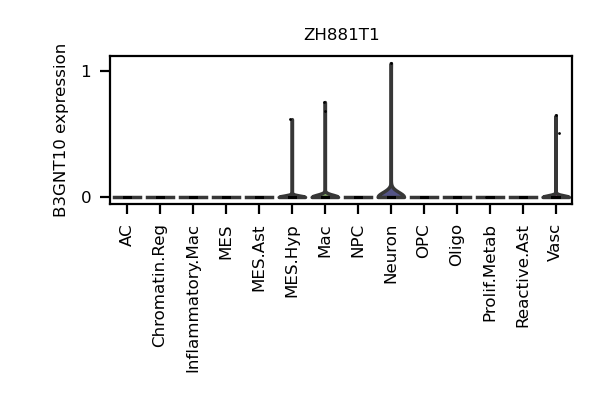 ZH881T1
B3GNT10 expression
1
0
AC
Chromatin.Reg
Inflammatory.Mac
MES
MES.Ast
MES.Hyp
Mac
NPC
Neuron
OPC
Oligo
Prolif.Metab
Reactive.Ast
Vasc